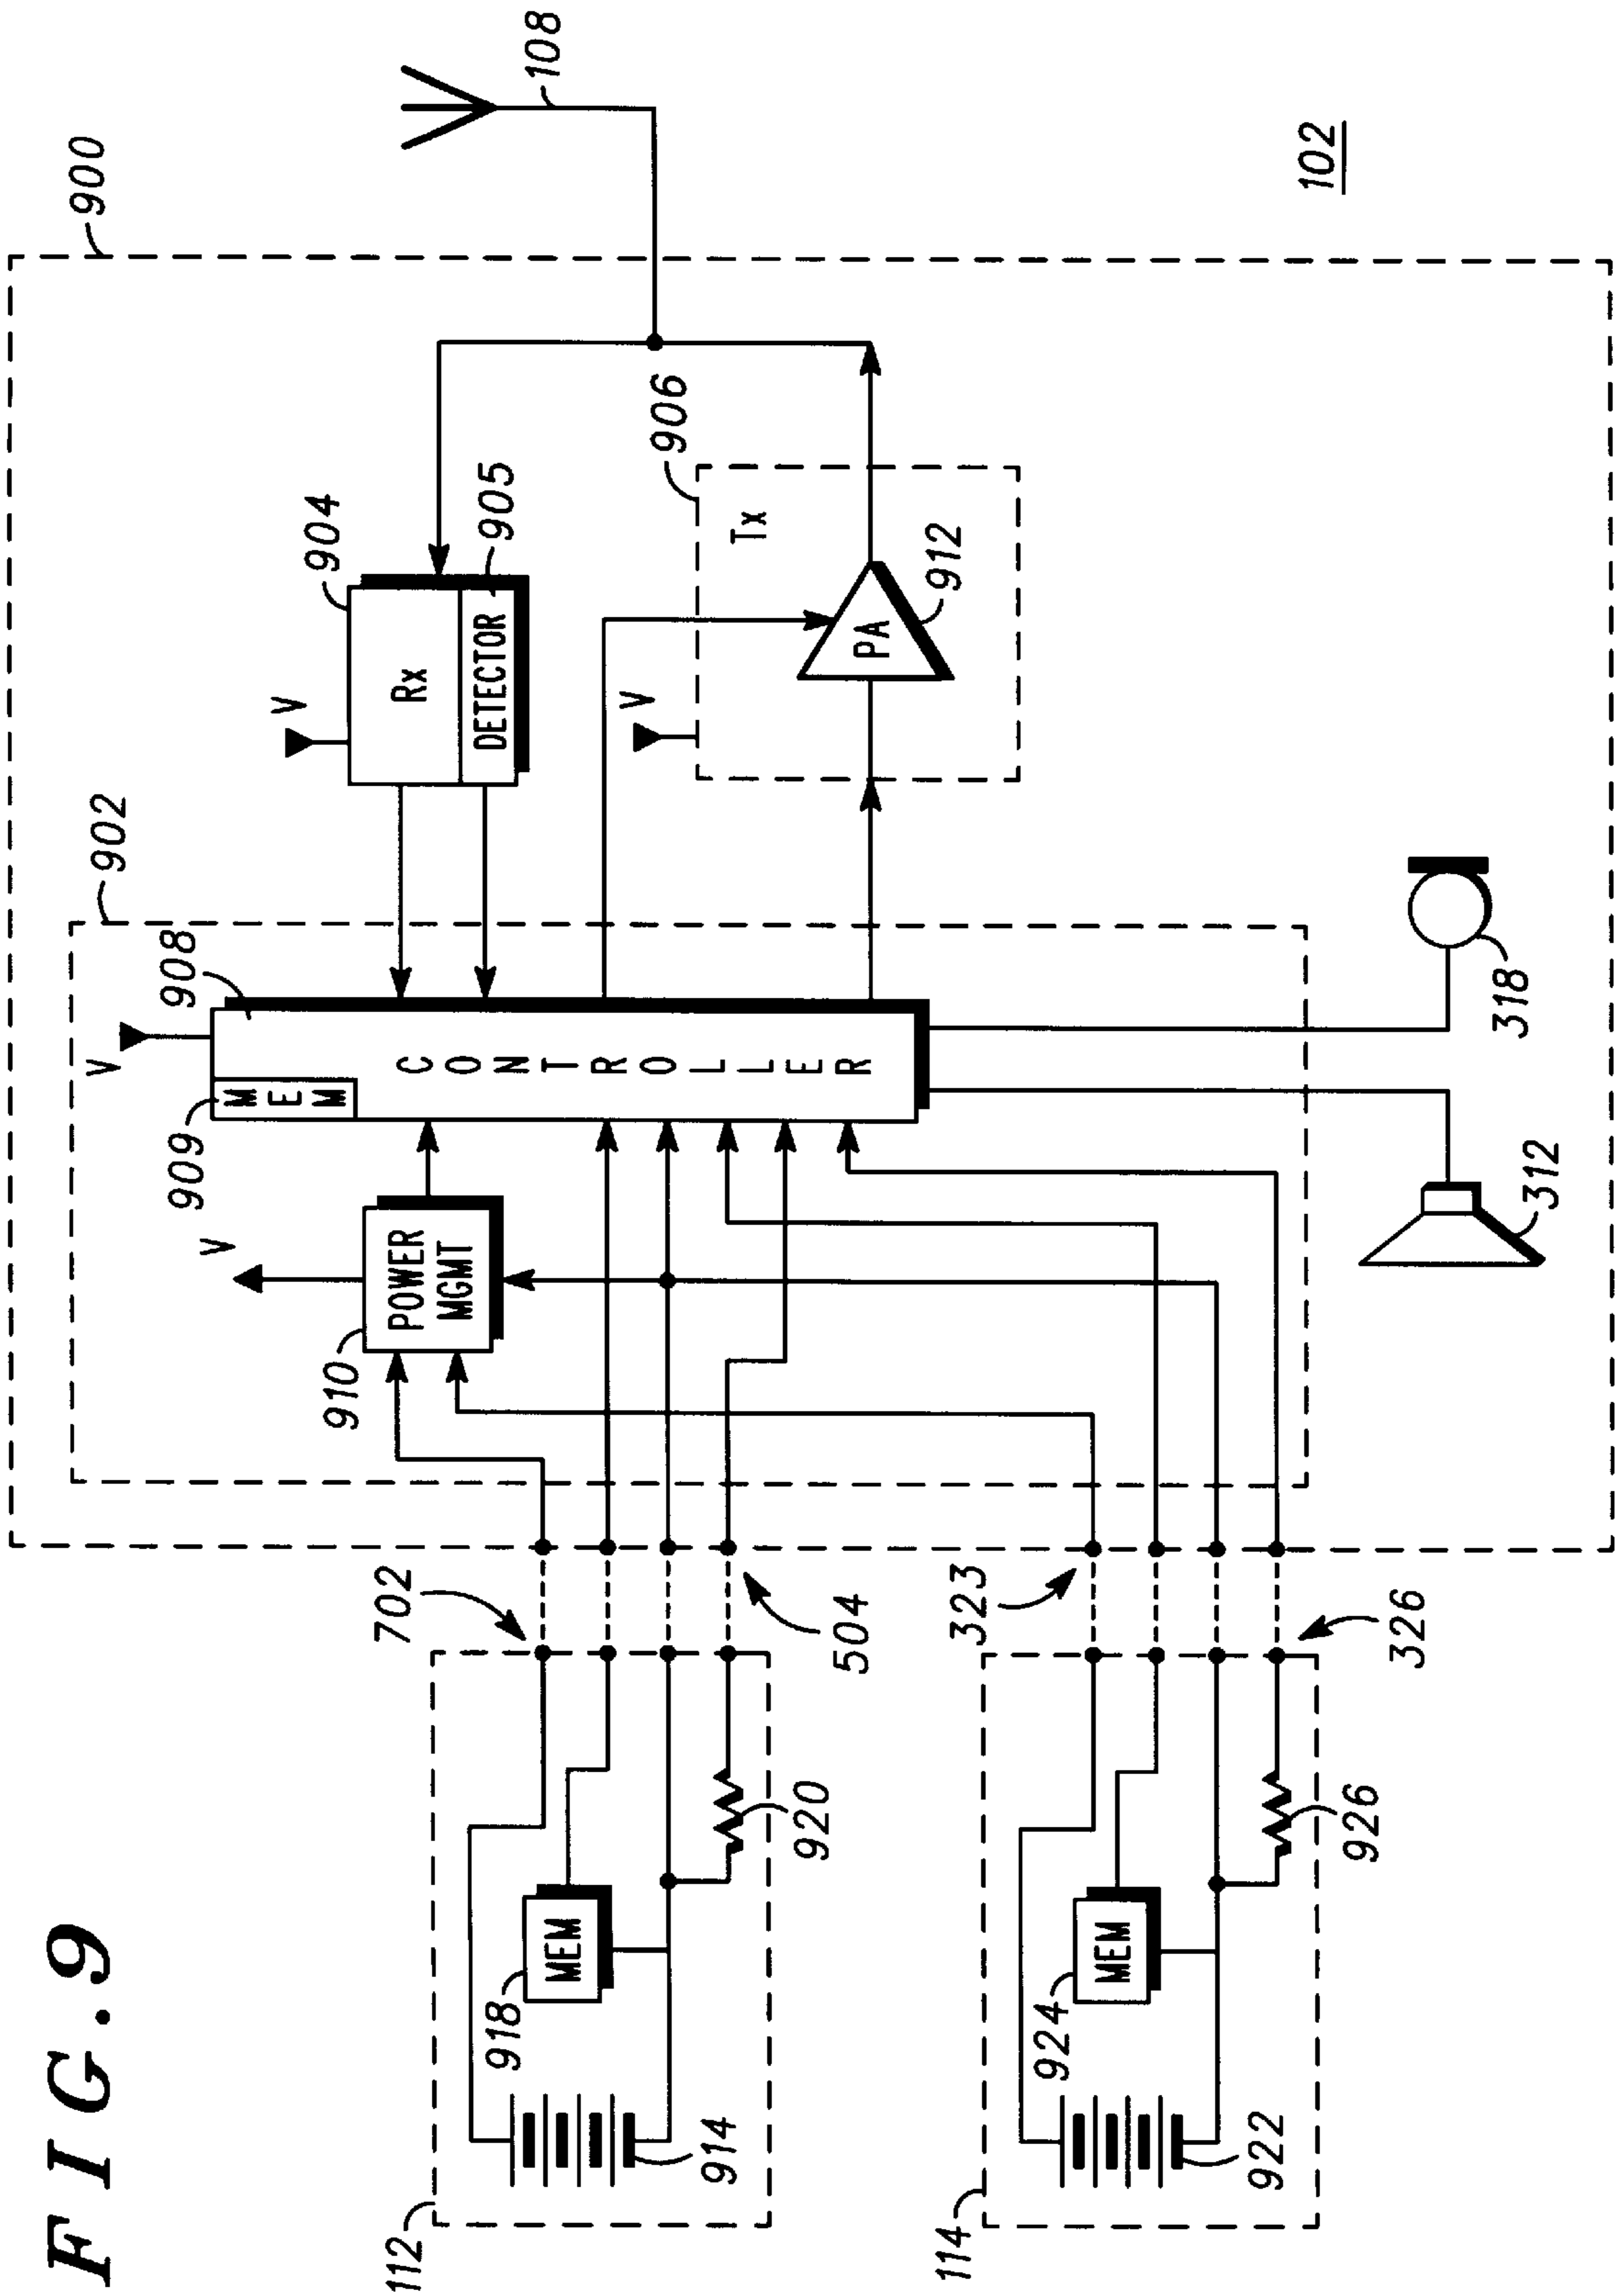 FIG.9
900
902
V
908
909
MEM
CONTROLLER
V
910
POWER MGMT
V
904
Rx
905
DETECTOR
108
906
V
Tx
PA
912
102
112
914
918
MEM
920
702
504
114
922
924
MEM
926
323
326
312
318